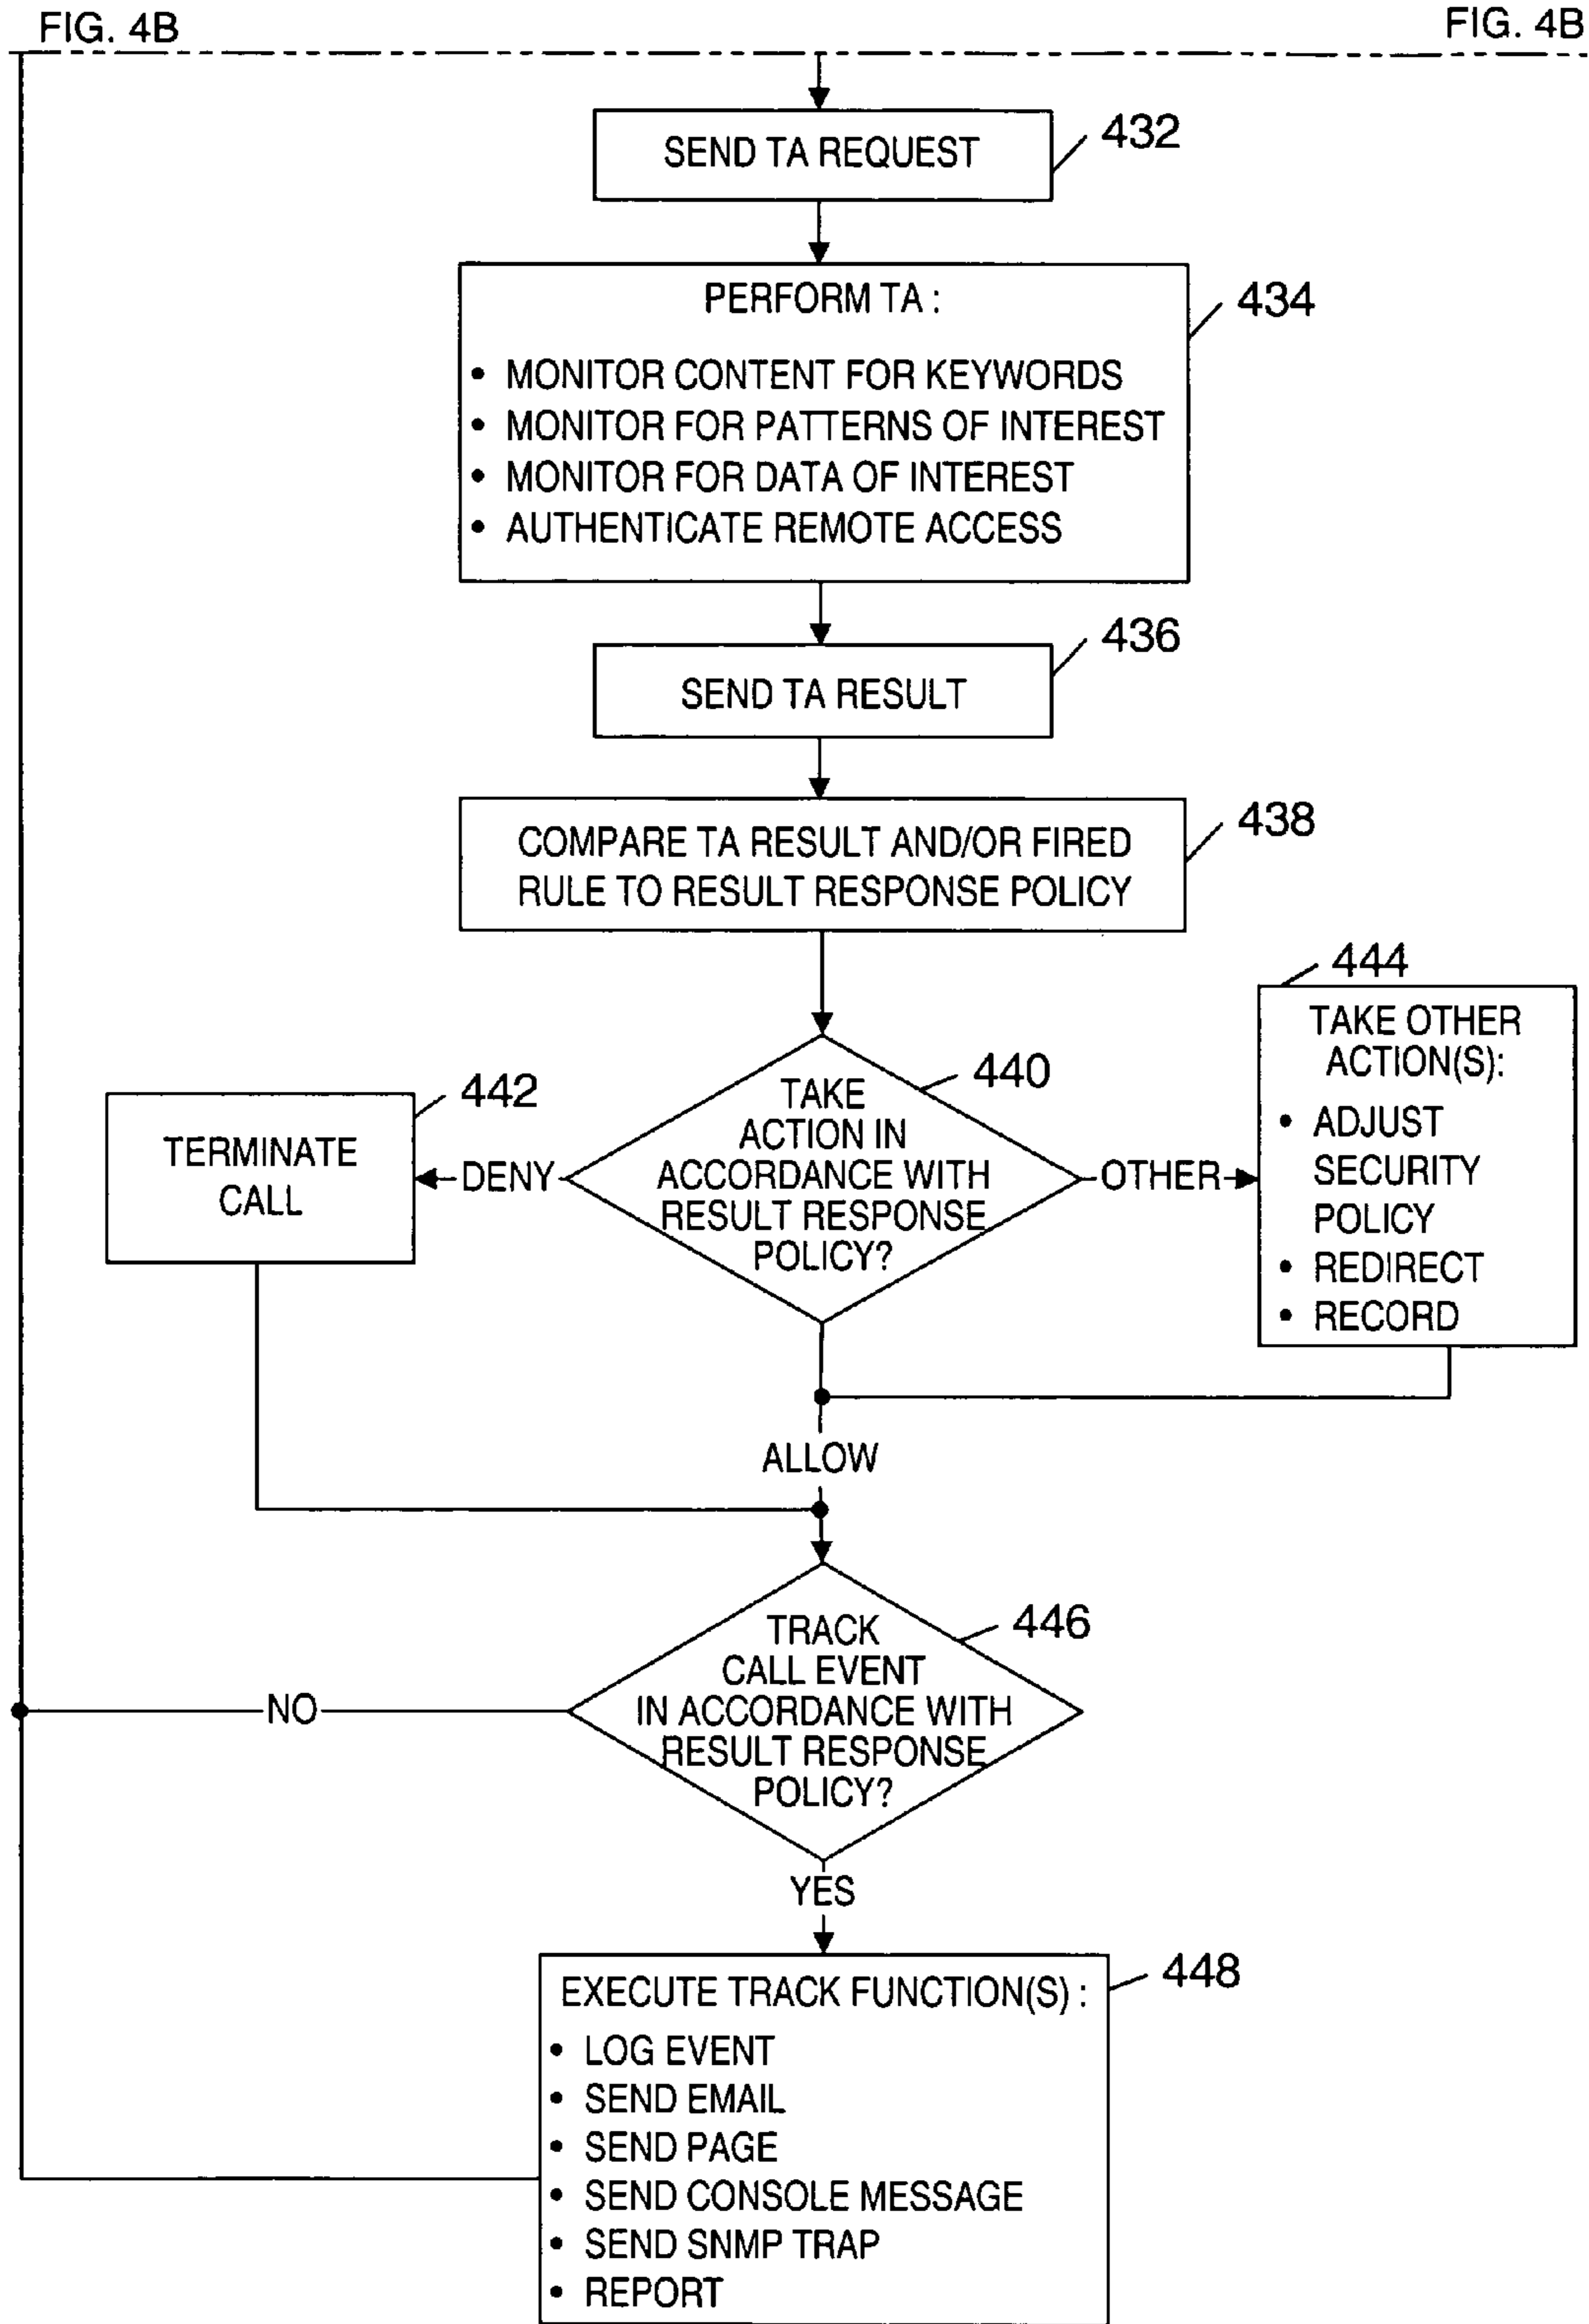 FIG. 4B
FIG. 4B
SEND TA REQUEST
432
PERFORM TA :
434
• MONITOR CONTENT FOR KEYWORDS
• MONITOR FOR PATTERNS OF INTEREST
• MONITOR FOR DATA OF INTEREST
• AUTHENTICATE REMOTE ACCESS
436
SEND TA RESULT
438
COMPARE TA RESULT AND/OR FIRED
RULE TO RESULT RESPONSE POLICY
444
TAKE OTHER
ACTION(S):
• ADJUST
SECURITY
POLICY
• REDIRECT
• RECORD
440
TAKE
ACTION IN
ACCORDANCE WITH
RESULT RESPONSE
POLICY?
442
TERMINATE
CALL
DENY
OTHER
ALLOW
446
TRACK
CALL EVENT
IN ACCORDANCE WITH
RESULT RESPONSE
POLICY?
NO
YES
448
EXECUTE TRACK FUNCTION(S) :
• LOG EVENT
• SEND EMAIL
• SEND PAGE
• SEND CONSOLE MESSAGE
• SEND SNMP TRAP
• REPORT